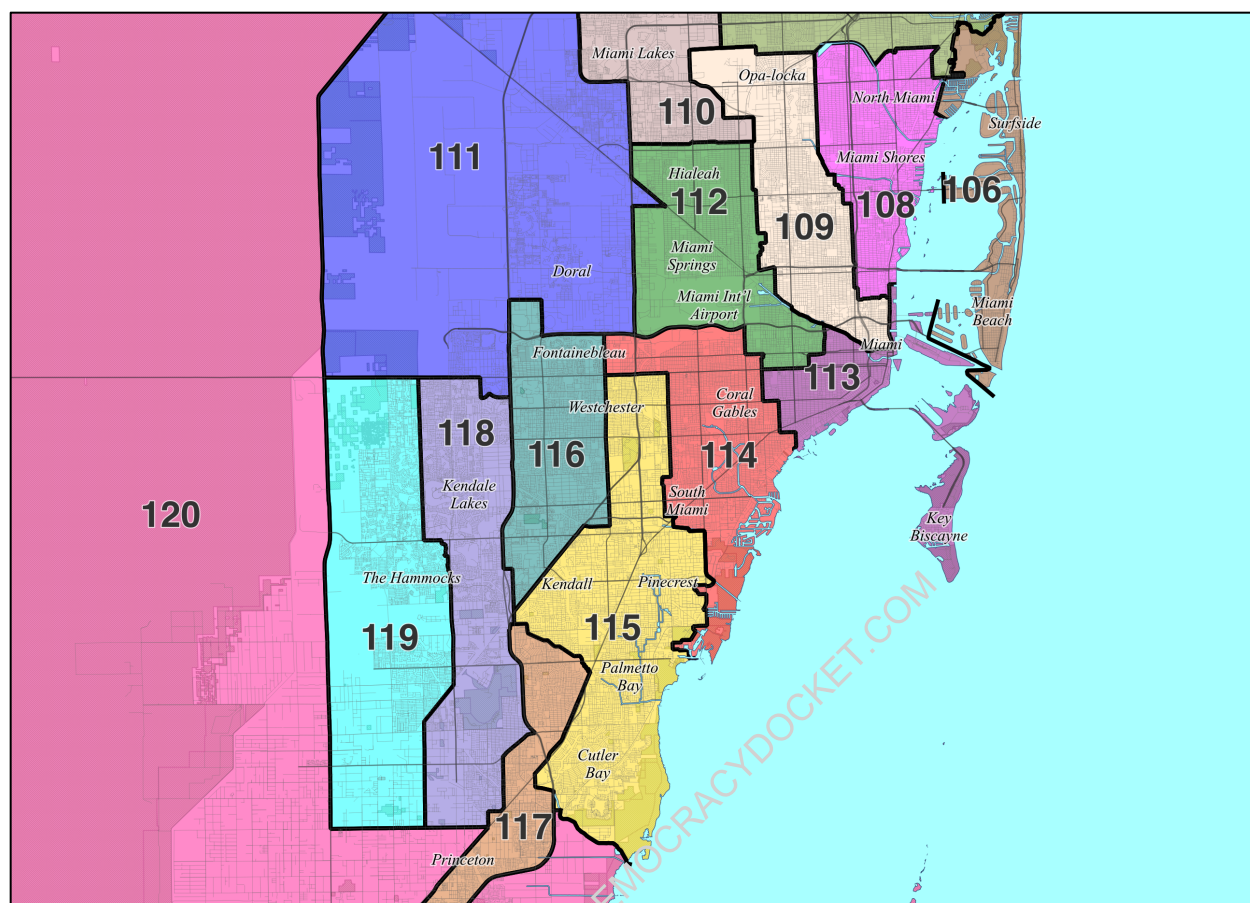 Miami Lakes
Opa-locka
110
North Miami
Surfside
111
Miami Shores
Hialeah
112
108
106
109
Miami
Springs
Doral
Miami Int'l
Airport
Miami
Beach
Miami
Fontainebleau
113
Westchester
Coral
Gables
118
116
114
Kendale
Lakes
South
Miami
120
Key
Biscayne
The Hammocks
Kendall
Pinecrest
119
115
Palmetto
Bay
Cutler
Bay
117
Princeton
EMOCRACYDOCKET.COM